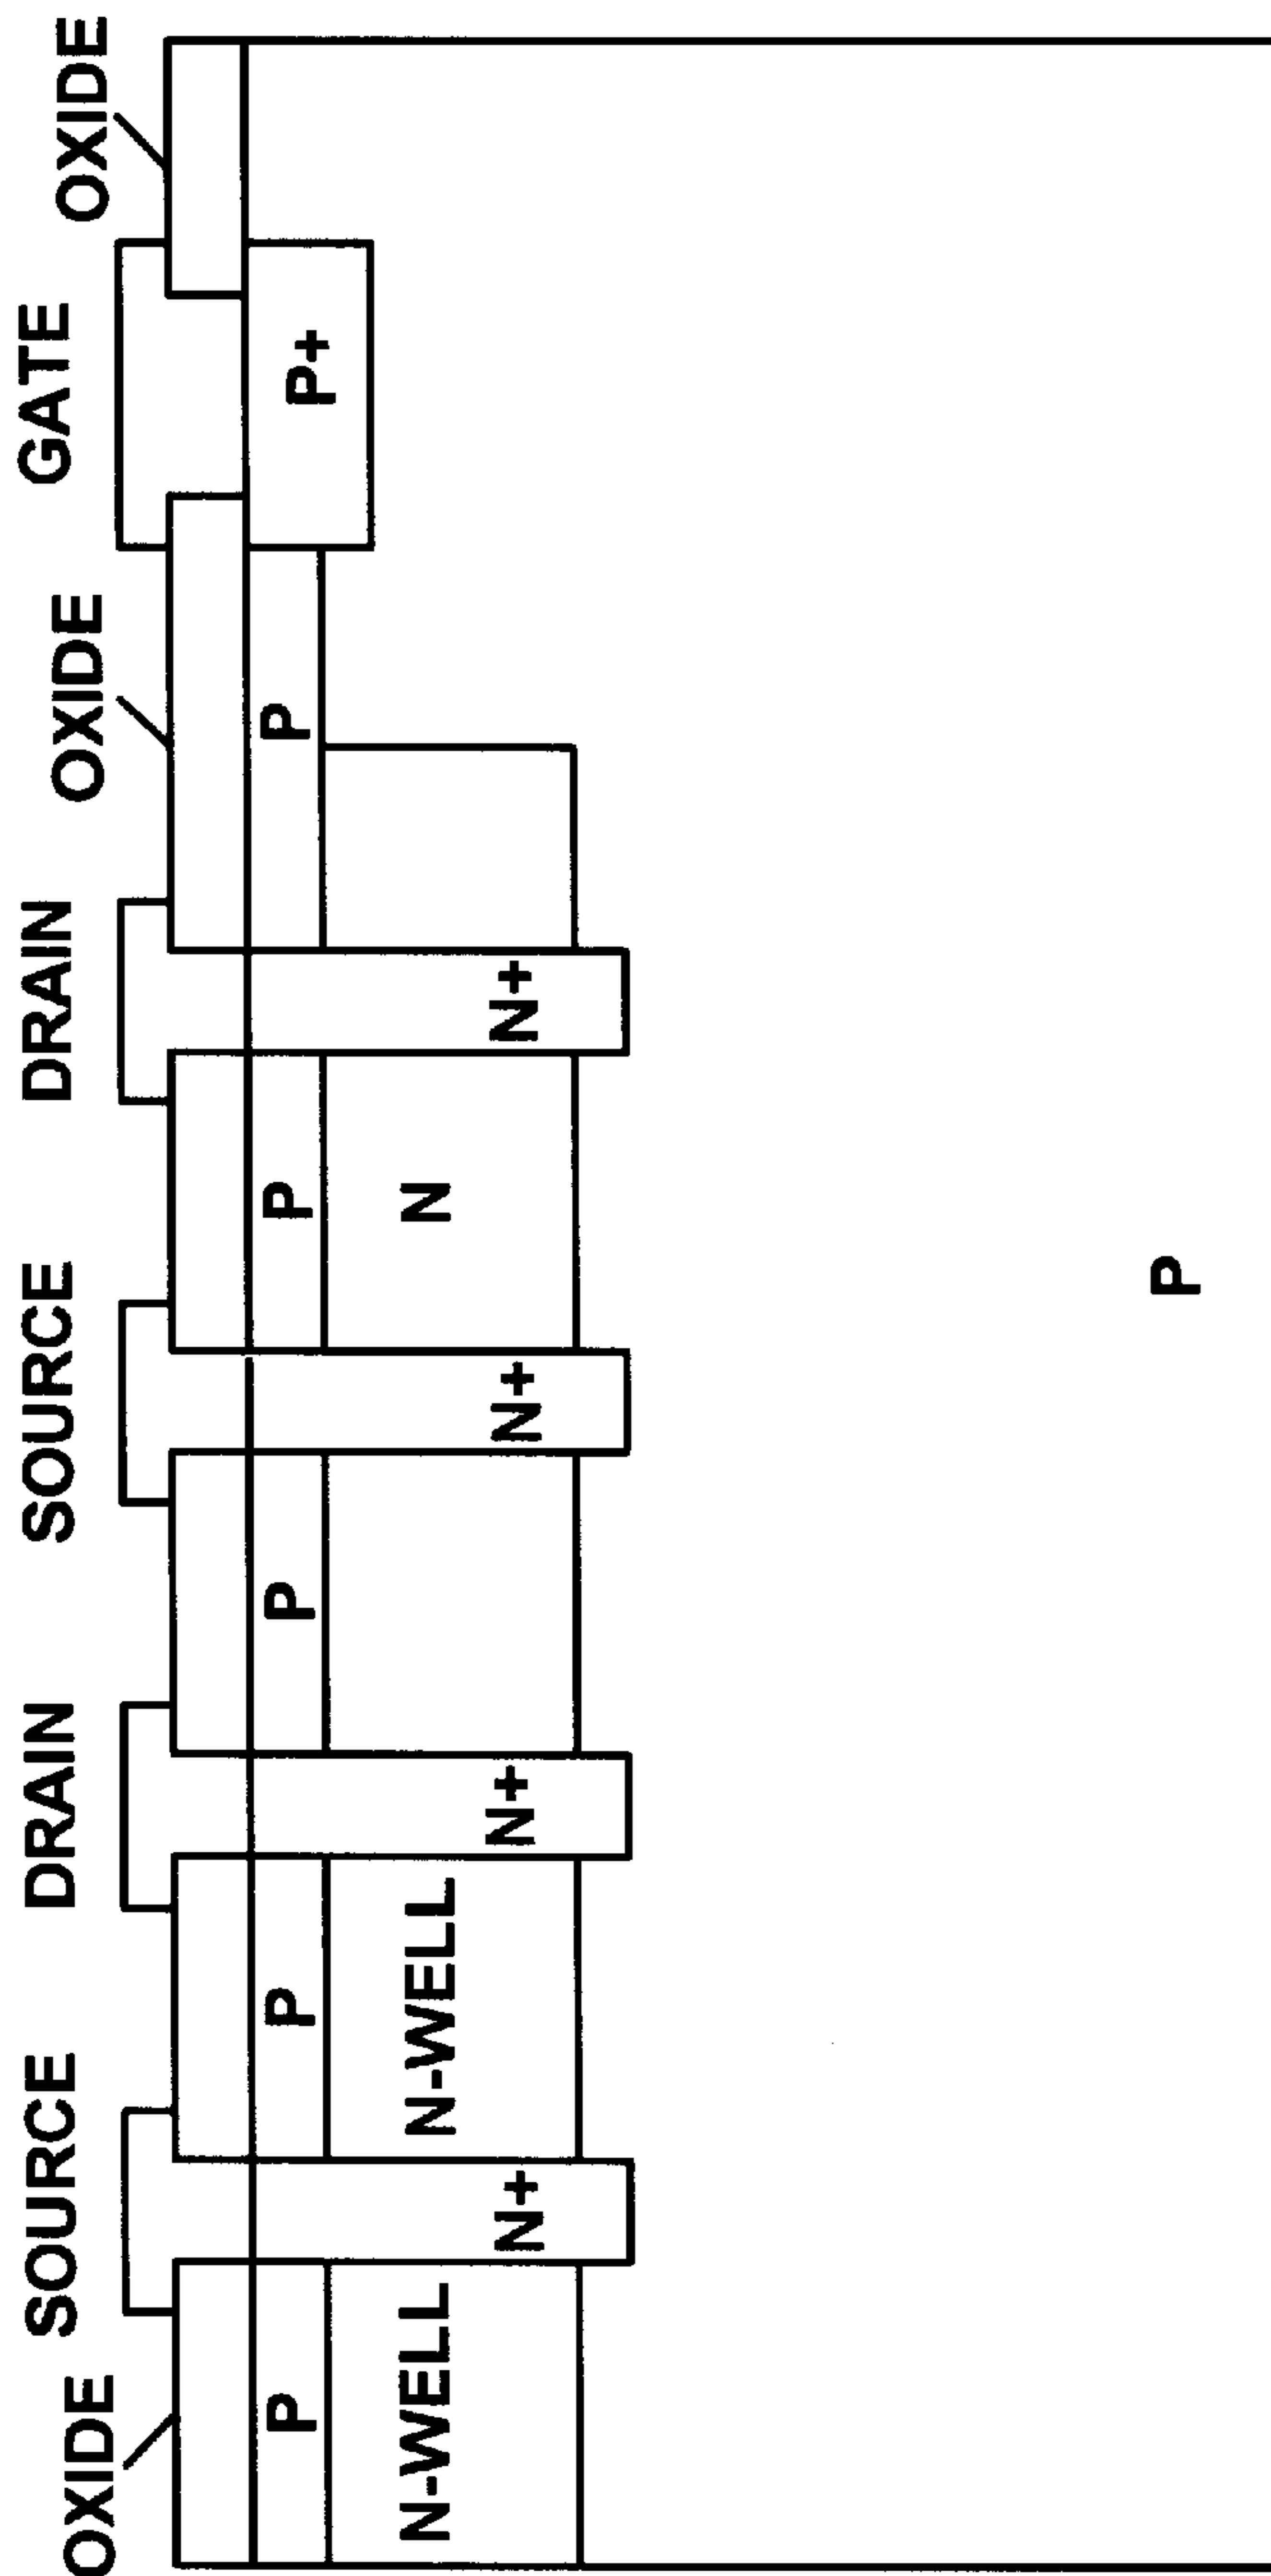 OXIDE
SOURCE
DRAIN
SOURCE
DRAIN
OXIDE
GATE
OXIDE
P
P
P
P
P
P+
N-WELL
N-WELL
N
N+
N+
N+
N+
P